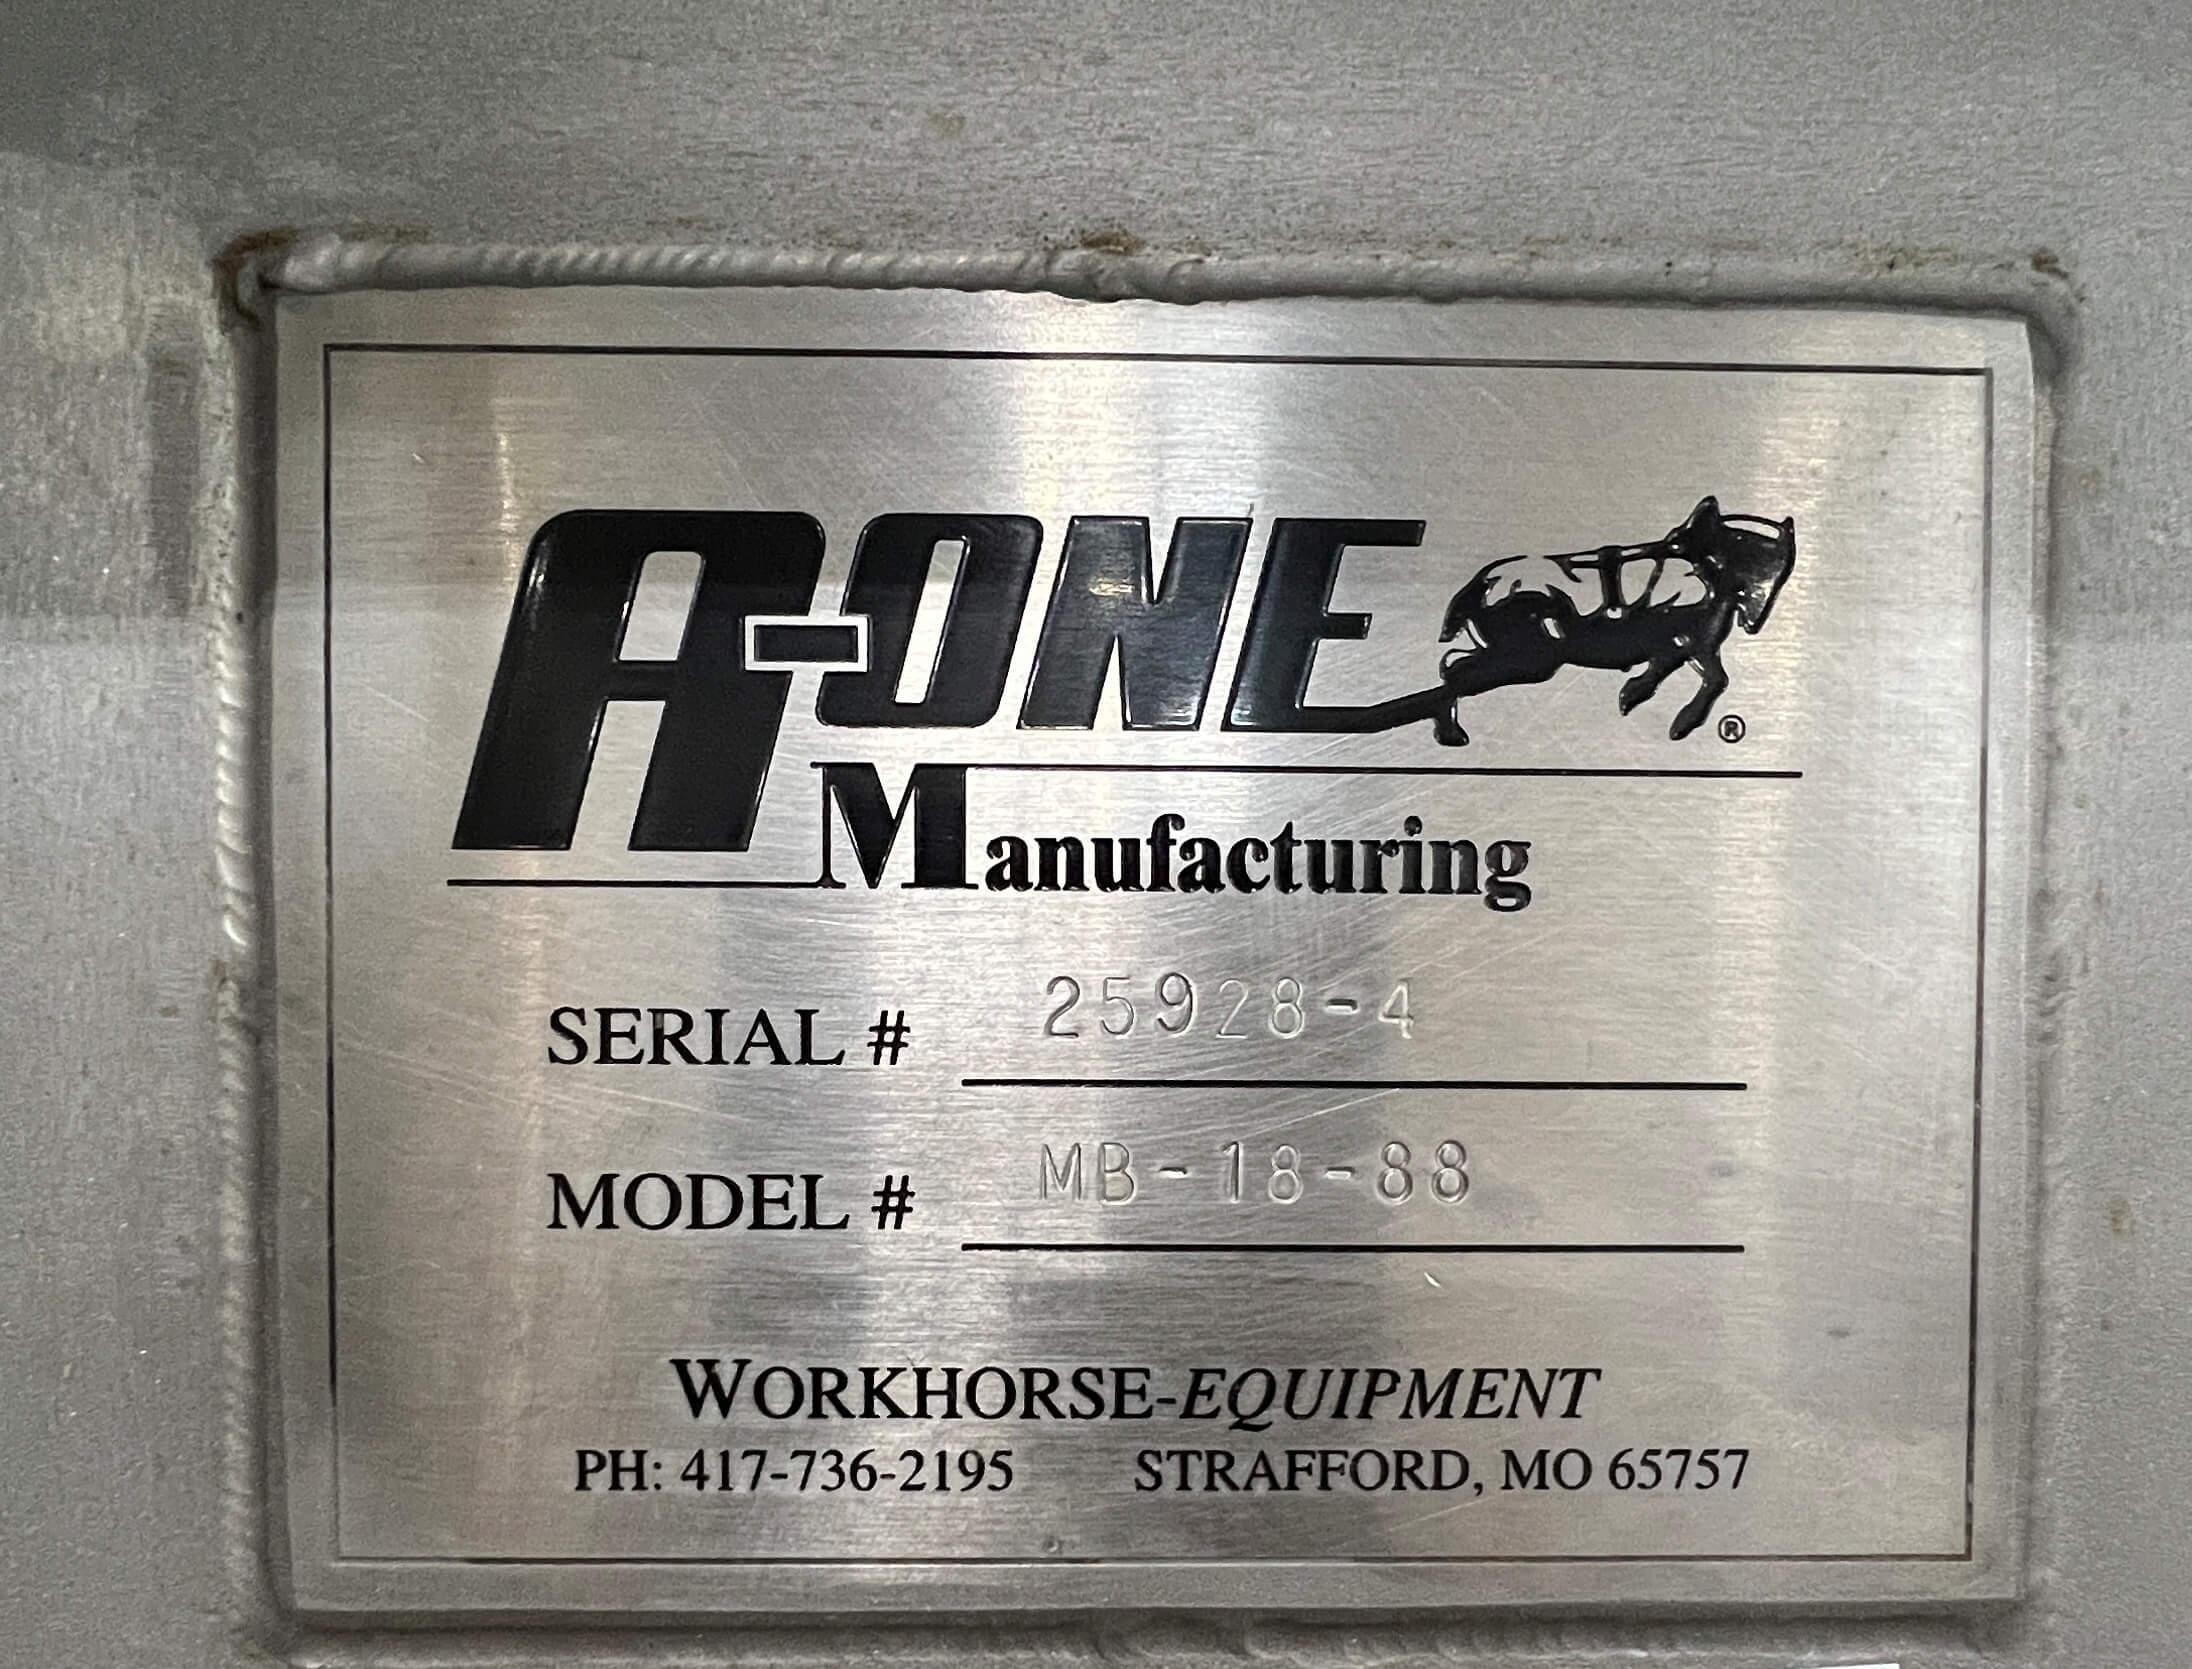 A-ONE ®
Manufacturing
SERIAL # 25928-4
MODEL # MB-18-88
WORKHORSE-EQUIPMENT
PH: 417-736-2195 STRAFFORD, MO 65757